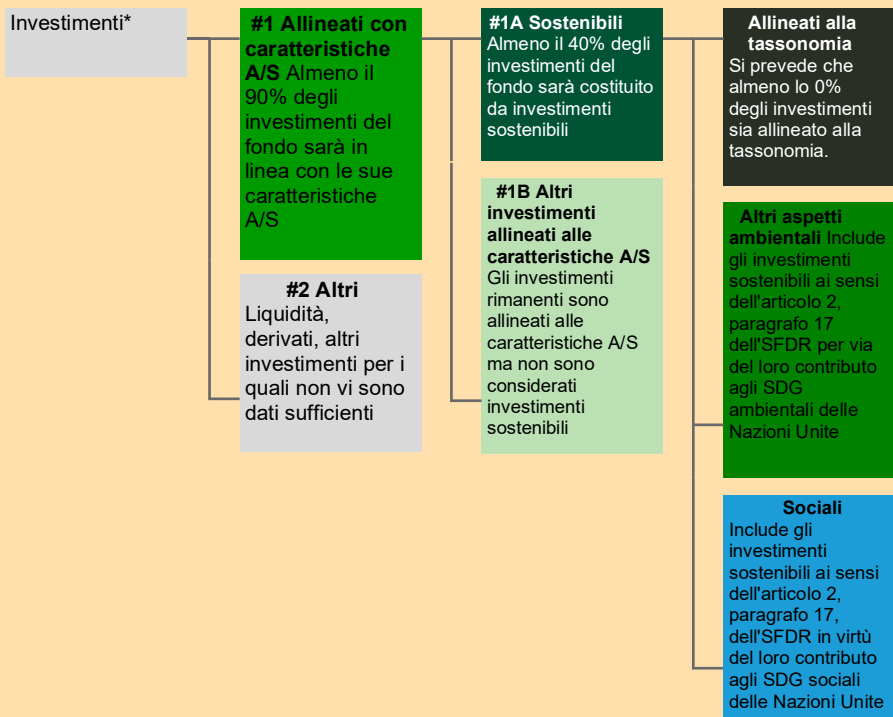 Investimenti*
#1 Allineati con
caratteristiche
A/S Almeno il
90% degli
investimenti del
fondo sarà in
linea con le sue
caratteristiche
A/S
#2 Altri
Liquidità,
derivati, altri
investimenti per i
quali non vi sono
dati sufficienti
#1A Sostenibili
Almeno il 40% degli
investimenti del
fondo sarà costituito
da investimenti
sostenibili
#1B Altri
investimenti
allineati alle
caratteristiche A/S
Gli investimenti
rimanenti sono
allineati alle
caratteristiche A/S
ma non sono
considerati
investimenti
sostenibili
Allineati alla
tassonomia
Si prevede che
almeno lo 0%
degli investimenti
sia allineato alla
tassonomia.
Altri aspetti
ambientali Include
gli investimenti
sostenibili ai sensi
dell'articolo 2,
paragrafo 17
dell'SFDR per via
del loro contributo
agli SDG
ambientali delle
Nazioni Unite
Sociali
Include gli
investimenti
sostenibili ai sensi
dell'articolo 2,
paragrafo 17,
dell'SFDR in virtù
del loro contributo
agli SDG sociali
delle Nazioni Unite